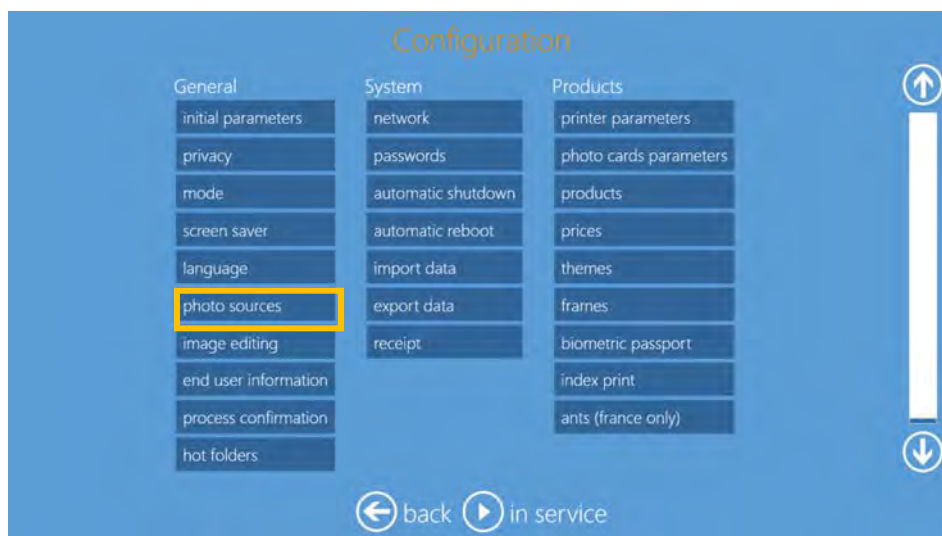 Configuration
General
initial parameters
privacy
mode
screen saver
language
photo sources
image editing
end user information
process confirmation
hot folders
System
network
passwords
automatic shutdown
automatic reboot
import data
export data
receipt
Products
printer parameters
photo cards parameters
products
prices
themes
frames
biometric passport
index print
ants (france only)
back in service